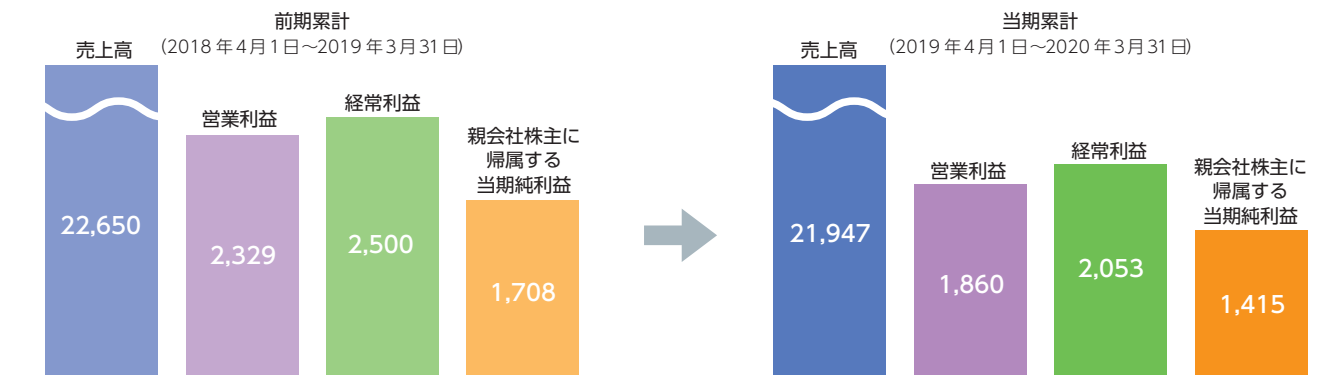 前期累計
(2018年4月1日～2019年3月31日)
売上高
22,650
営業利益
2,329
経常利益
2,500
親会社株主に
帰属する
当期純利益
1,708
当期累計
(2019年4月1日～2020年3月31日)
売上高
21,947
営業利益
1,860
経常利益
2,053
親会社株主に
帰属する
当期純利益
1,415